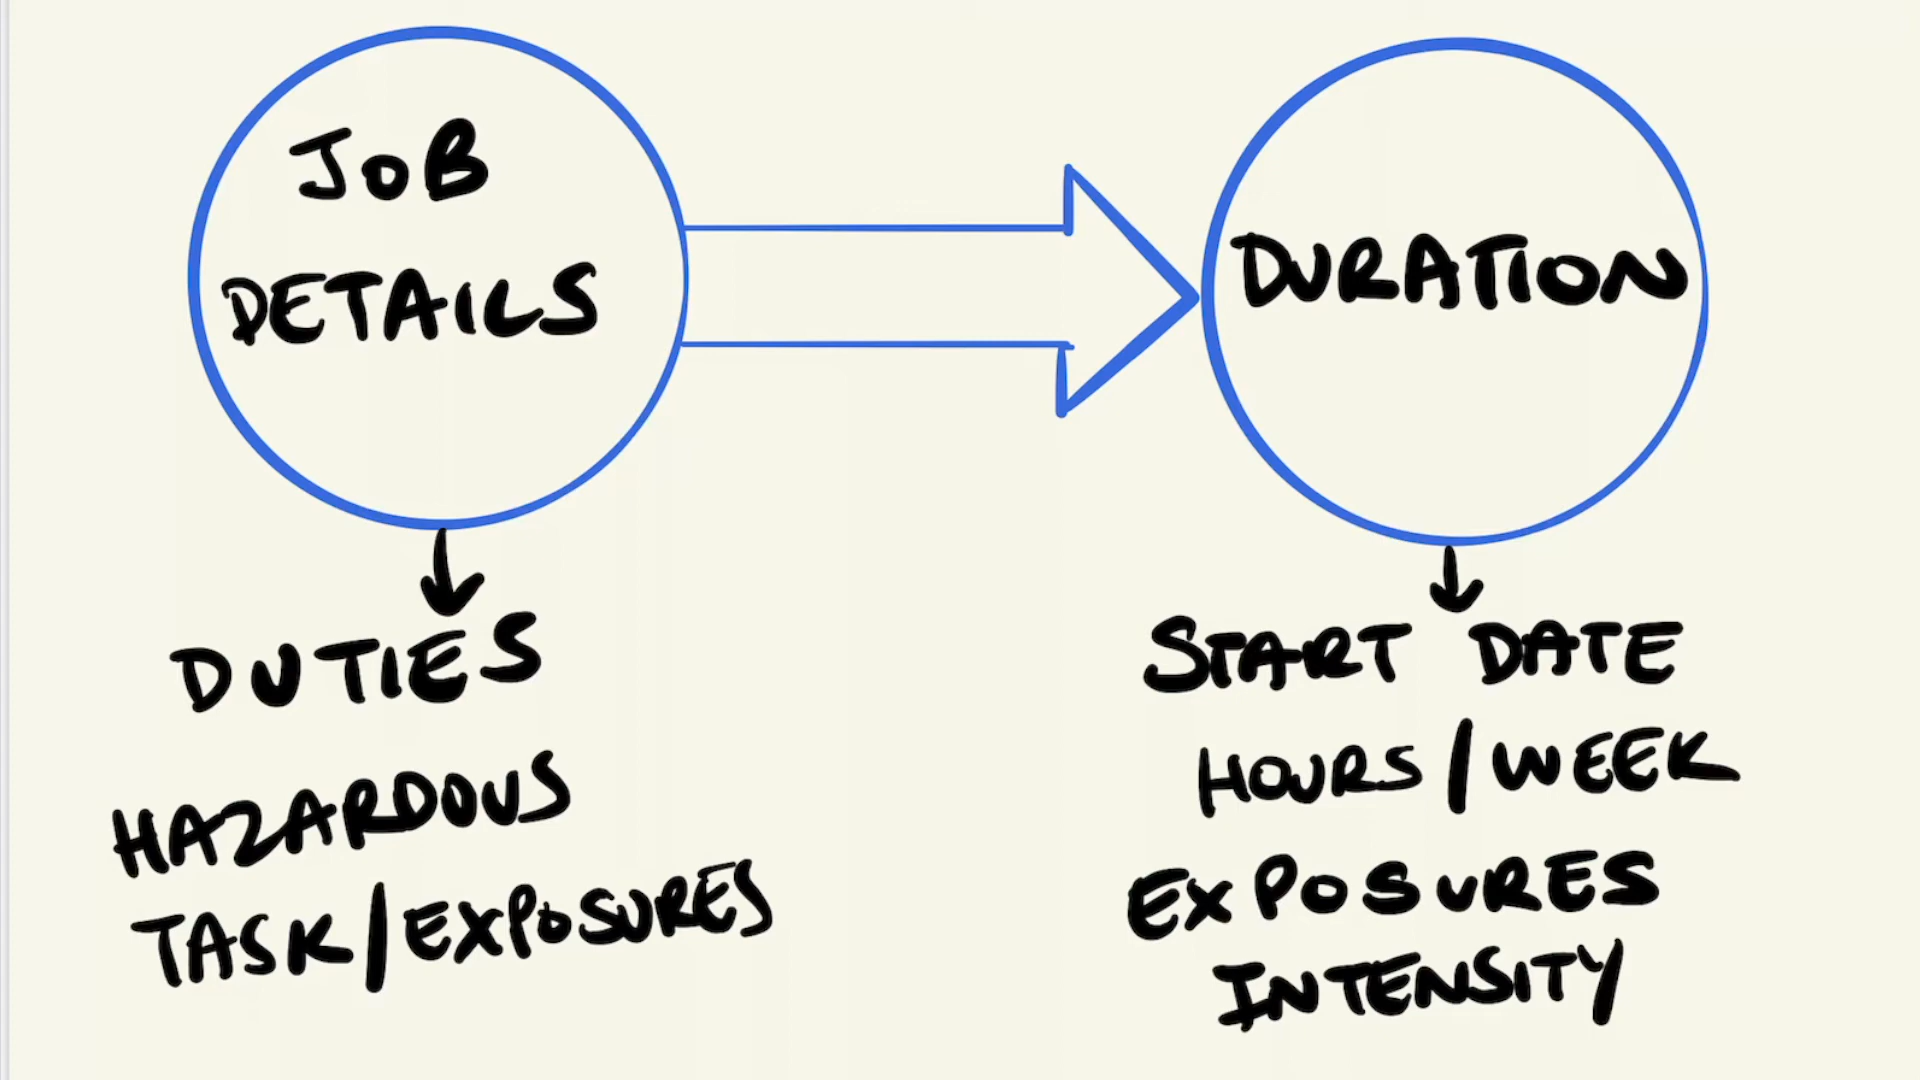 JOB
DETAILS
DURATION
DUTIES
HAZARDOUS
TASK/EXPOSURES
START DATE
HOURS/WEEK
EXPOSURES
INTENSITY